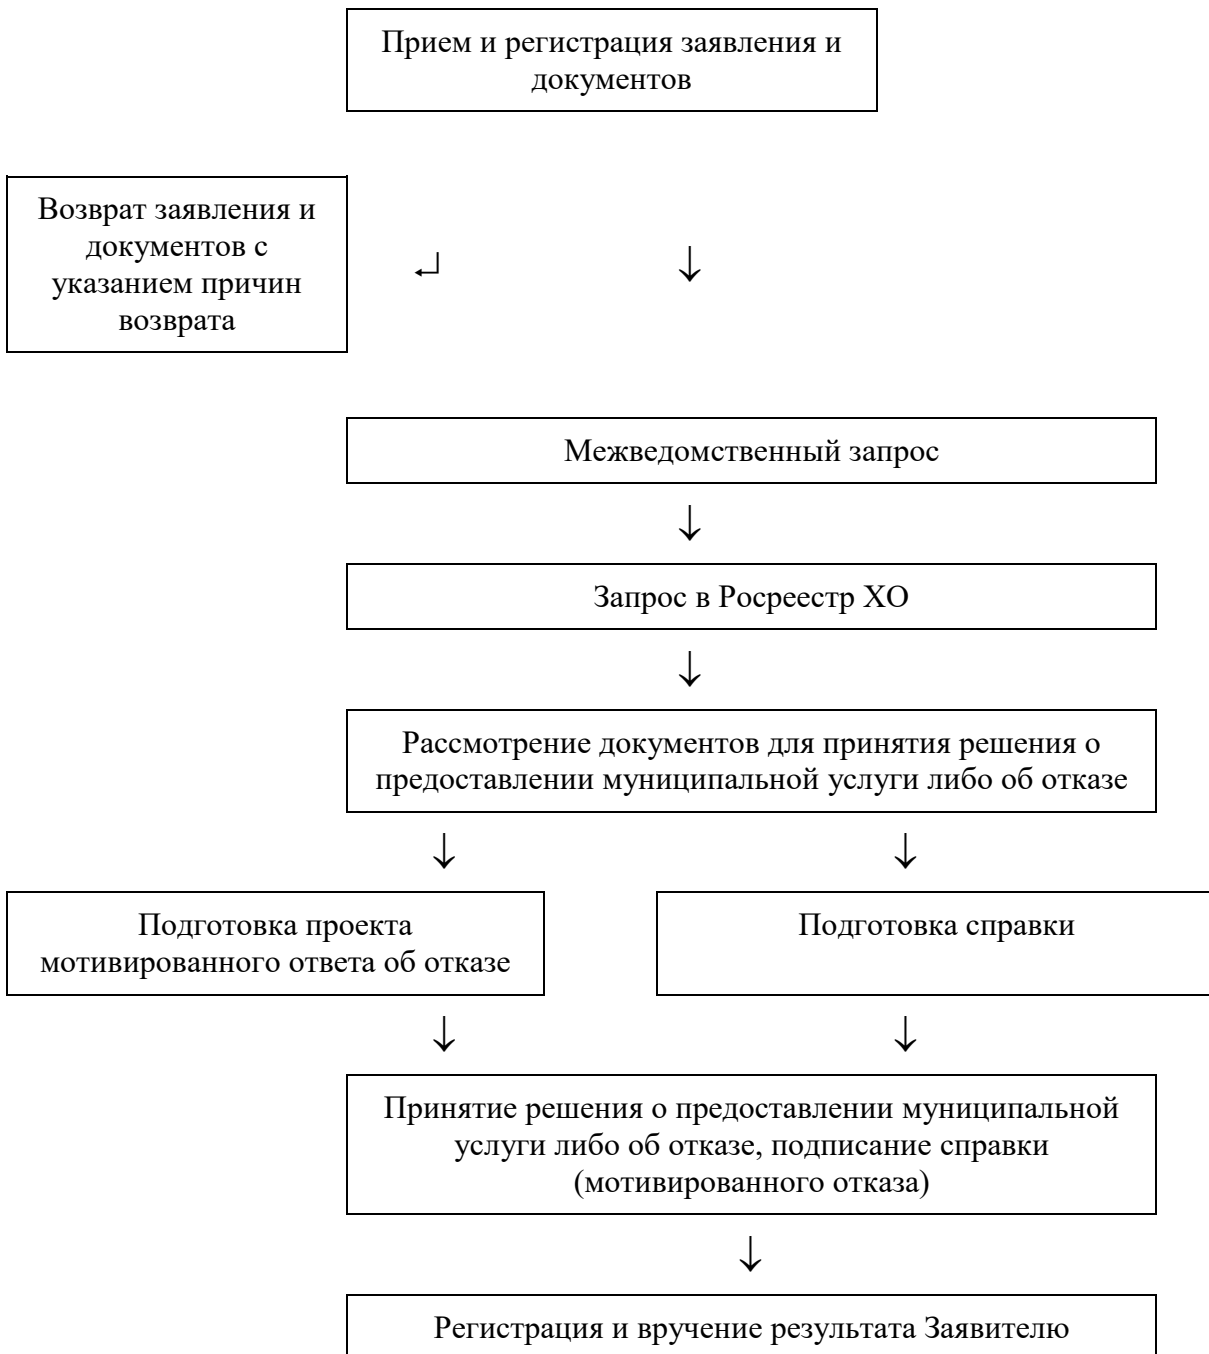 Прием и регистрация заявления и
документов
Возврат заявления и
документов с
указанием причин
возврата
Межведомственный запрос
Запрос в Росреестр ХО
Рассмотрение документов для принятия решения о
предоставлении муниципальной услуги либо об отказе
Подготовка проекта
мотивированного ответа об отказе
Подготовка справки
Принятие решения о предоставлении муниципальной
услуги либо об отказе, подписание справки
(мотивированного отказа)
Регистрация и вручение результата Заявителю